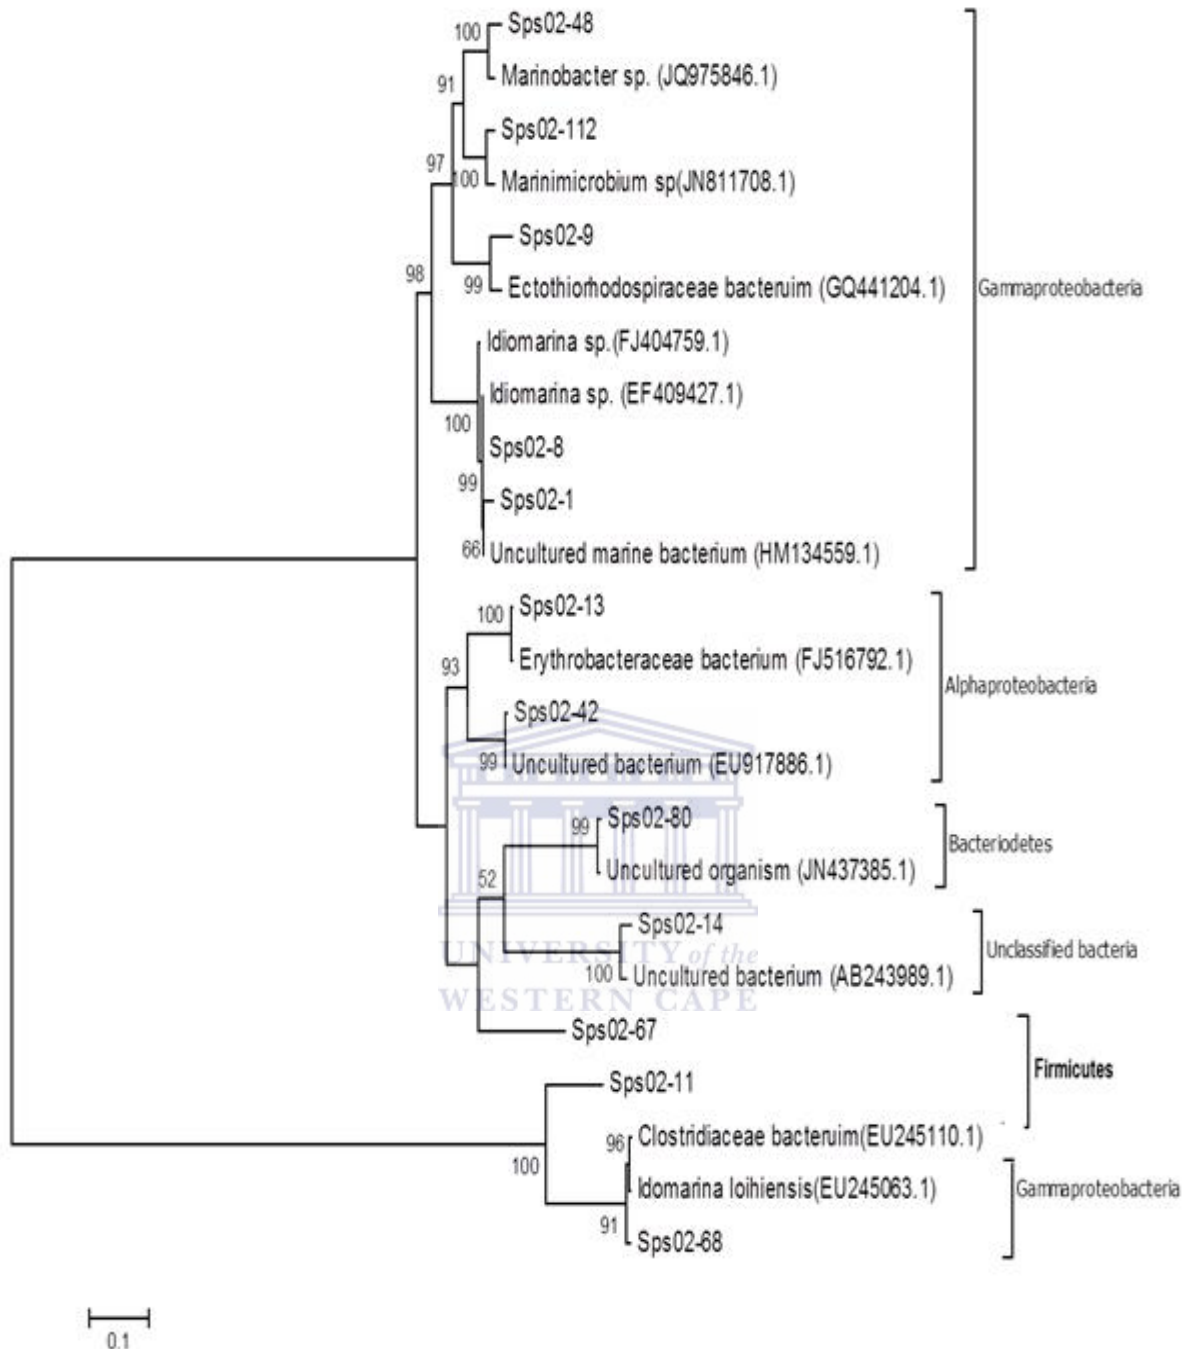 Sps02-48
100
Marinobacter sp. (JQ975846.1)
91
Sps02-112
97
100
Marinimicrobium sp(JN811708.1)
Sps02-9
98
99
Ectothiorhodospiraceae bacteruim (GQ441204.1)
Gammaproteobacteria
Idiomarina sp.(FJ404759.1)
Idiomarina sp. (EF409427.1)
100
Sps02-8
99
Sps02-1
66
Uncultured marine bacterium (HM134559.1)
100
Sps02-13
93
Erythrobacteraceae bacterium (FJ516792.1)
Alphaproteobacteria
Sps02-42
99
Uncultured bacterium (EU917886.1)
99
Sps02-80
Bacteriodetes
52
Uncultured organism (JN437385.1)
Sps02-14
UNIVERSITY of the
Unclassified bacteria
100
Uncultured bacterium (AB243989.1)
WESTERN CAPE
Sps02-67
Firmicutes
Sps02-11
96
Clostridiaceae bacteruim(EU245110.1)
100
Idomarina loihiensis(EU245063.1)
Gammaproteobacteria
91
Sps02-68
0.1